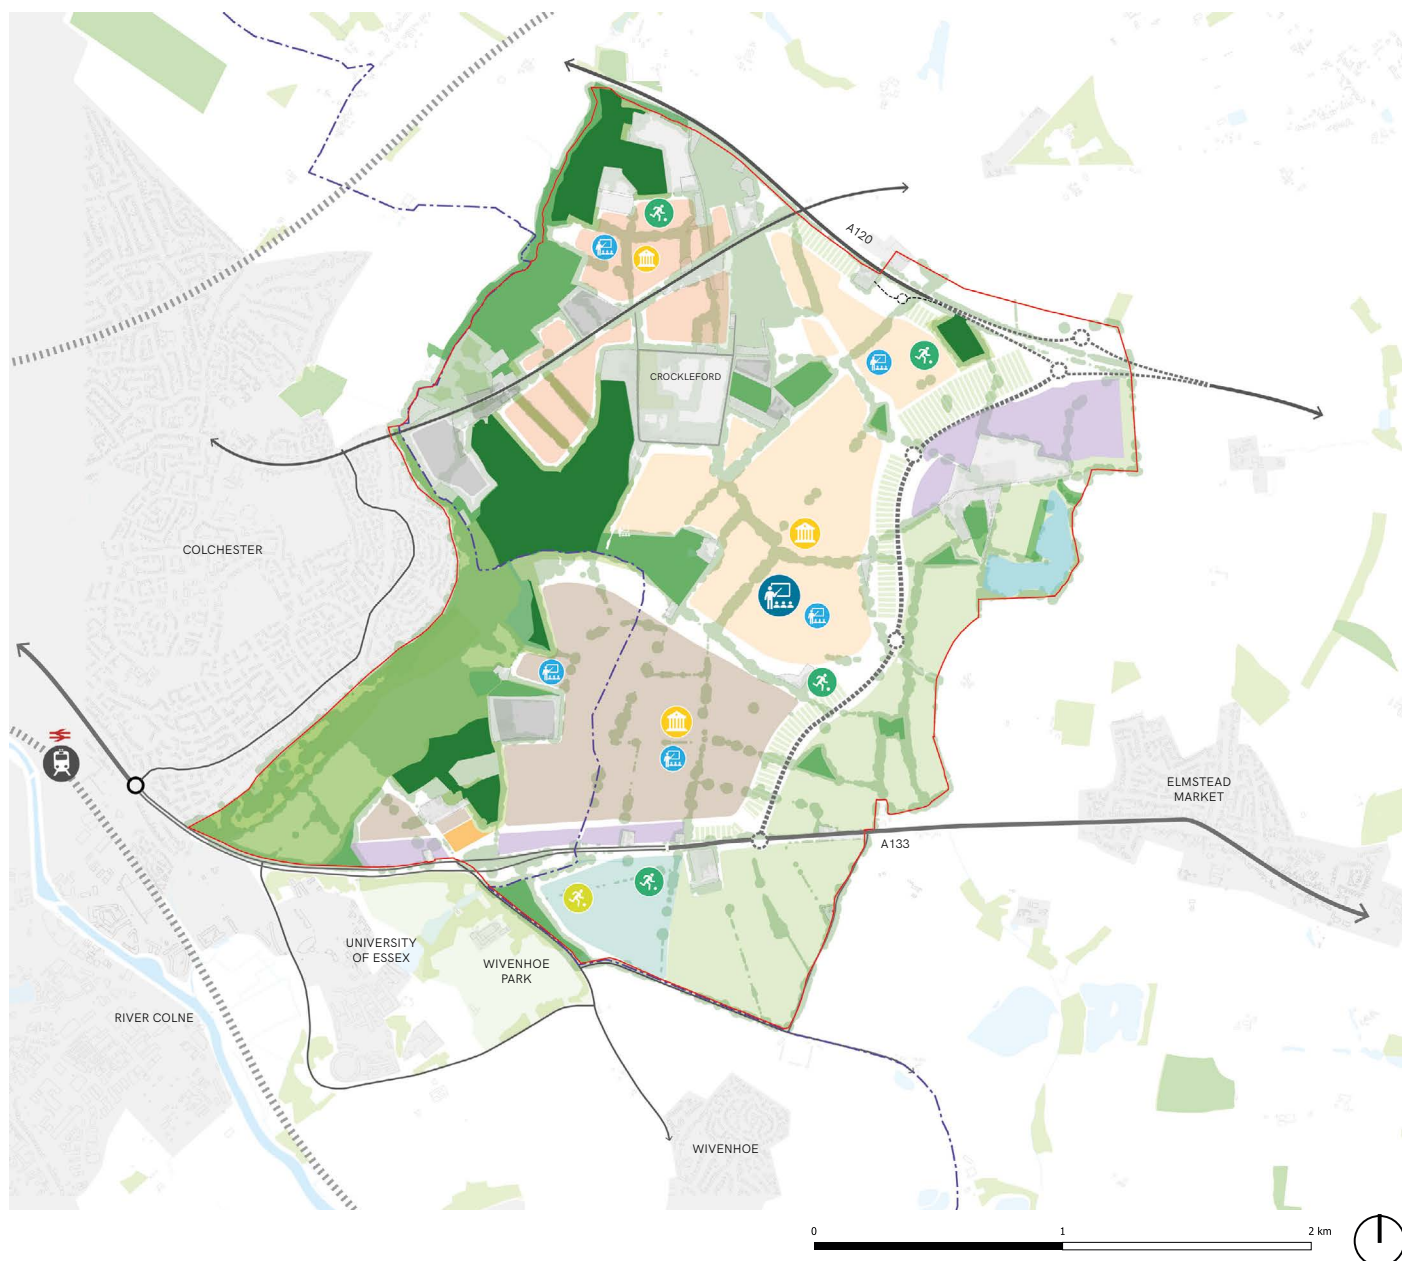 A120
CROCKLEFORD
COLCHESTER
ELMSTEAD
MARKET
A133
UNIVERSITY
OF ESSEX
WIVENHOE
PARK
RIVER COLNE
WIVENHOE
0 1 2 km